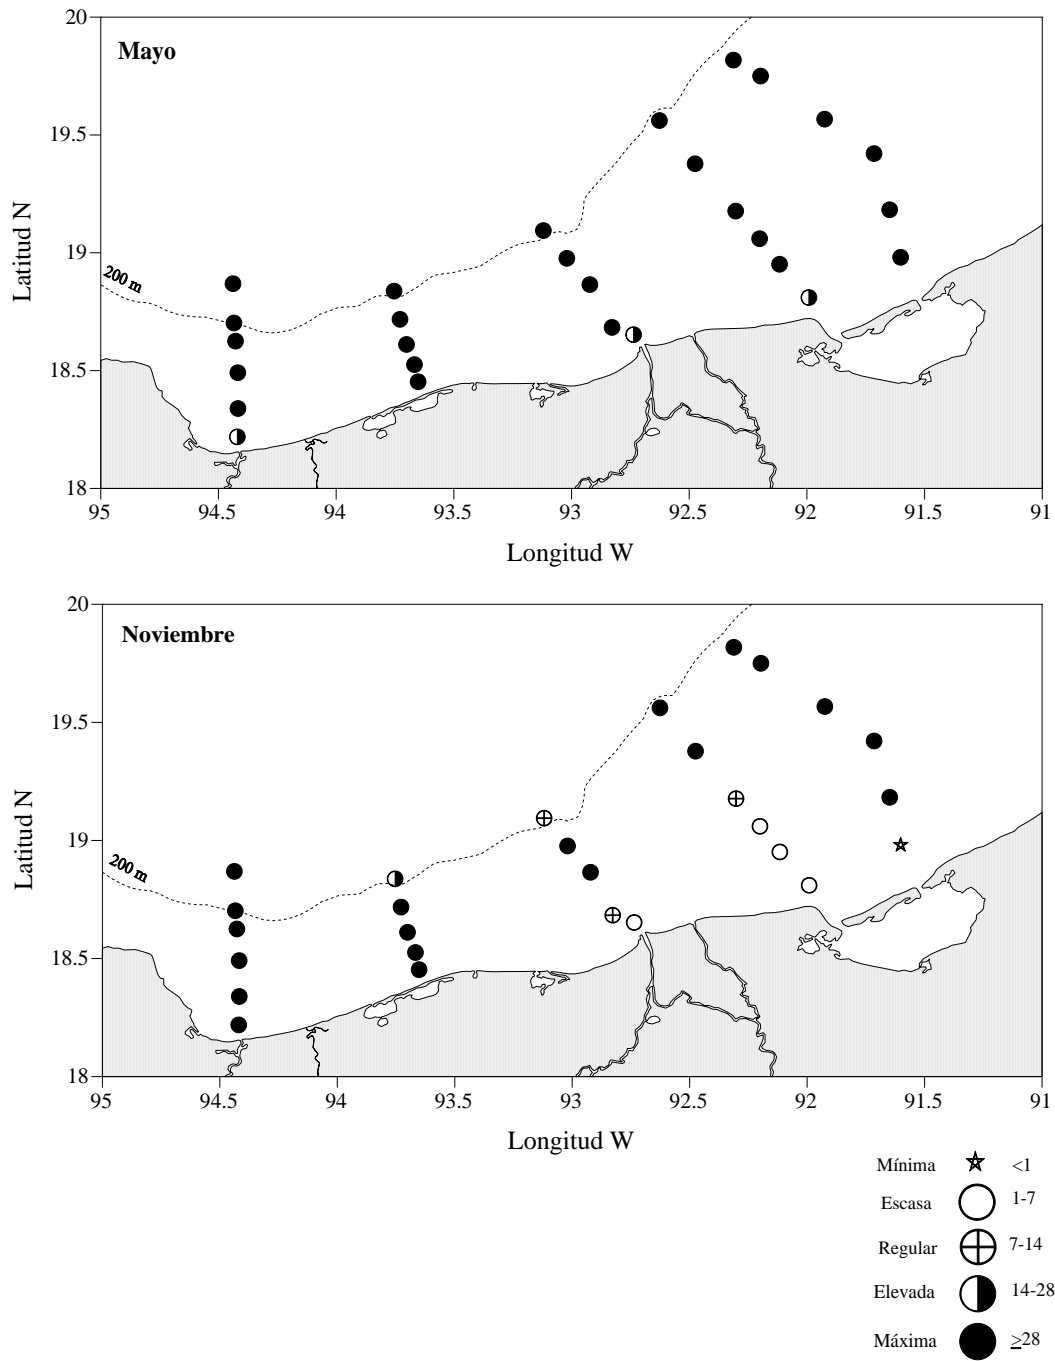 20
Mayo
19.5
Latitud N
19
200 m
18.5
18
95 94.5 94 93.5 93 92.5 92 91.5 91
Longitud W
20
Noviembre
19.5
Latitud N
19
200 m
18.5
18
95 94.5 94 93.5 93 92.5 92 91.5 91
Longitud W
Mínima <1
Escasa 1-7
Regular 7-14
Elevada 14-28
Máxima ≥28